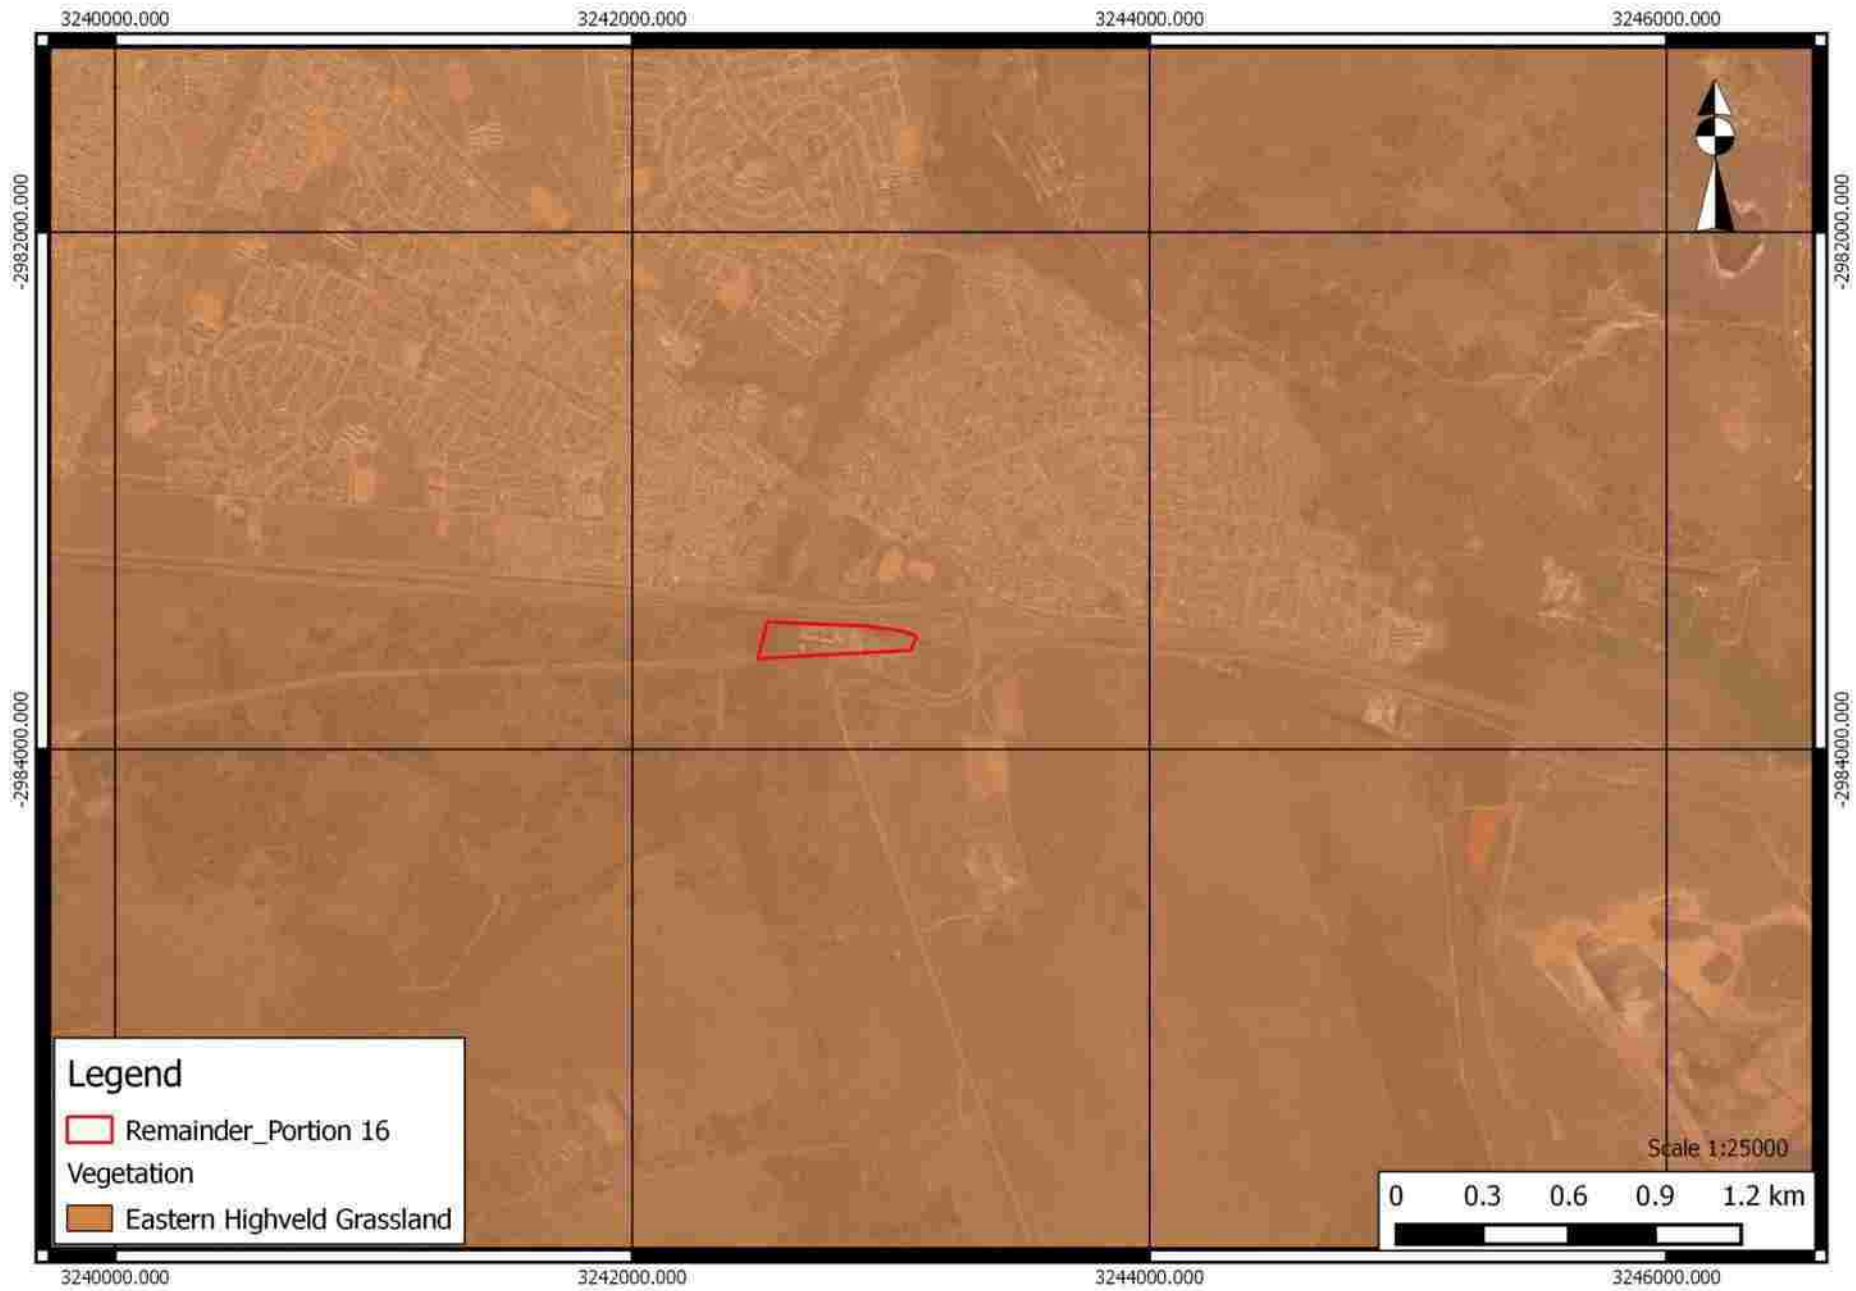 3240000.000 3242000.000 3244000.000 3246000.000
-2982000.000 -2982000.000
-2984000.000 -2984000.000
Legend
Remainder_Portion 16
Vegetation
Eastern Highveld Grassland
Scale 1:25000
0 0.3 0.6 0.9 1.2 km
3240000.000 3242000.000 3244000.000 3246000.000